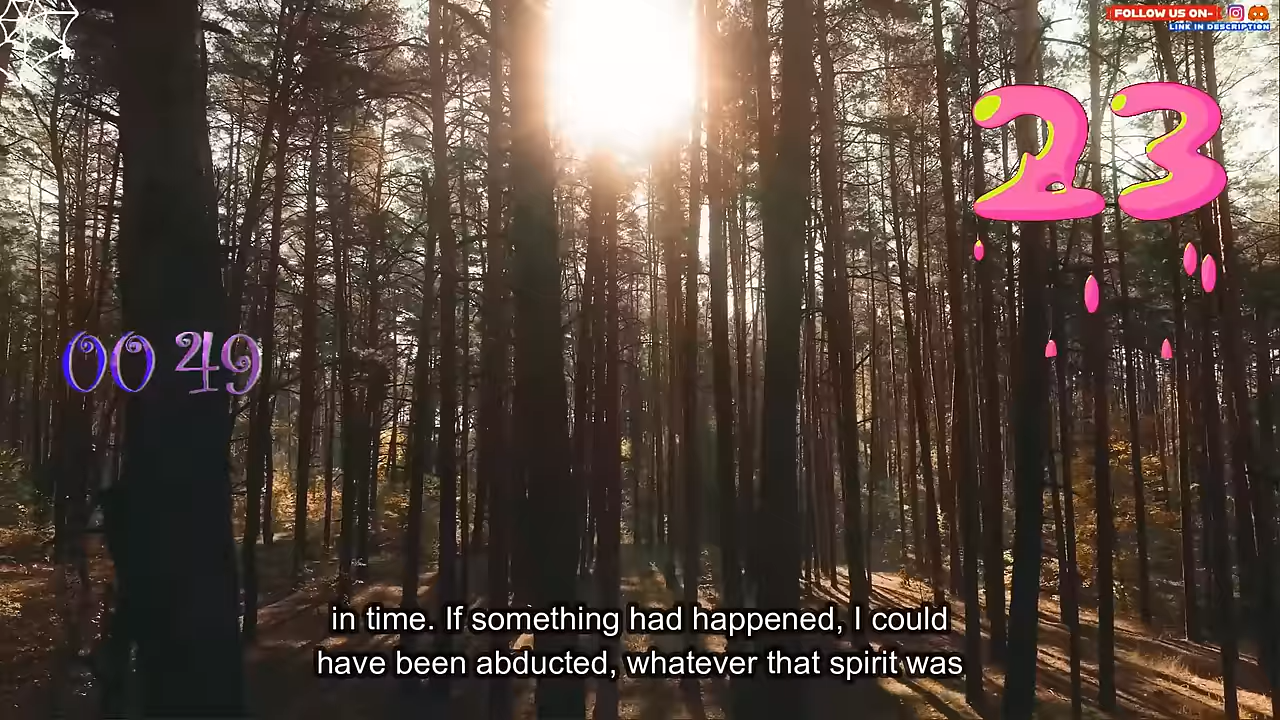 FOLLOW US ON-
LINK IN DESCRIPTION
23
00 49
in time. If something had happened, I could
have been abducted, whatever that spirit was